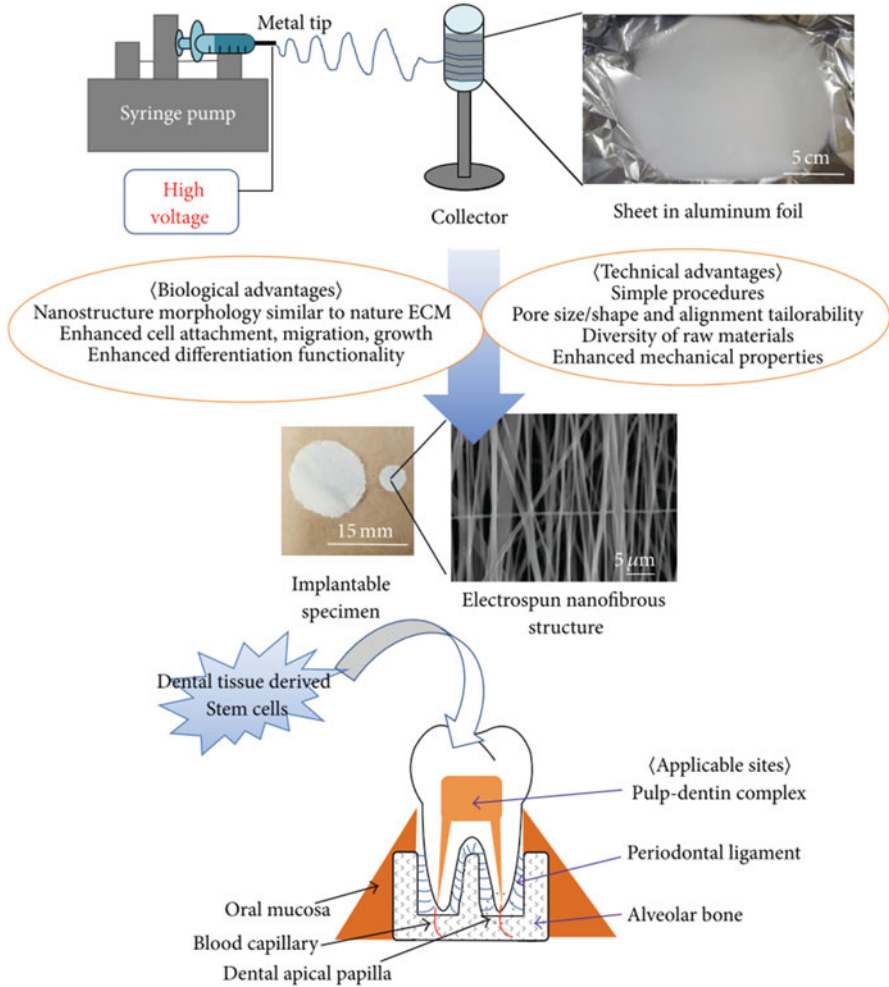 Metal tip
Syringe pump
High
voltage
Collector
5 cm
Sheet in aluminum foil
⟨Biological advantages⟩
Nanostructure morphology similar to nature ECM
Enhanced cell attachment, migration, growth
Enhanced differentiation functionality
⟨Technical advantages⟩
Simple procedures
Pore size/shape and alignment tailorability
Diversity of raw materials
Enhanced mechanical properties
15 mm
Implantable
specimen
5 μm
Electrospun nanofibrous
structure
Dental tissue derived
Stem cells
⟨Applicable sites⟩
Pulp-dentin complex
Periodontal ligament
Alveolar bone
Oral mucosa
Blood capillary
Dental apical papilla